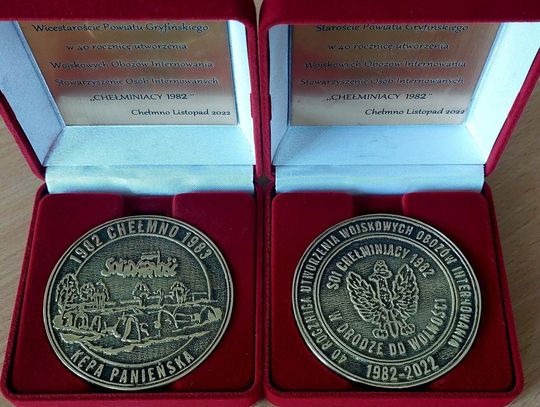 Wicestaroście Powiatu Gryfińskiego
w 40 rocznicę utworzenia
Wojskowych Obozów Internowania
Stowarzyszenie Osób Internowanych
„CHEŁMINIACY 1982”
Chełmno Listopad 2022
Staroście Powiatu Gryfińskiego
w 40 rocznicę utworzenia
Wojskowych Obozów Internowania
Stowarzyszenie Osób Internowanych
„CHEŁMINIACY 1982”
Chełmno Listopad 2022
1982 CHEŁMNO 1983
Solidarność
KĘPA PANIEŃSKA
40 ROCZNICA UTWORZENIA WOJSKOWYCH OBOZÓW INTERNOWANIA
SOI CHEŁMINIACY 1982
W DRODZE DO WOLNOŚCI
1982-2022